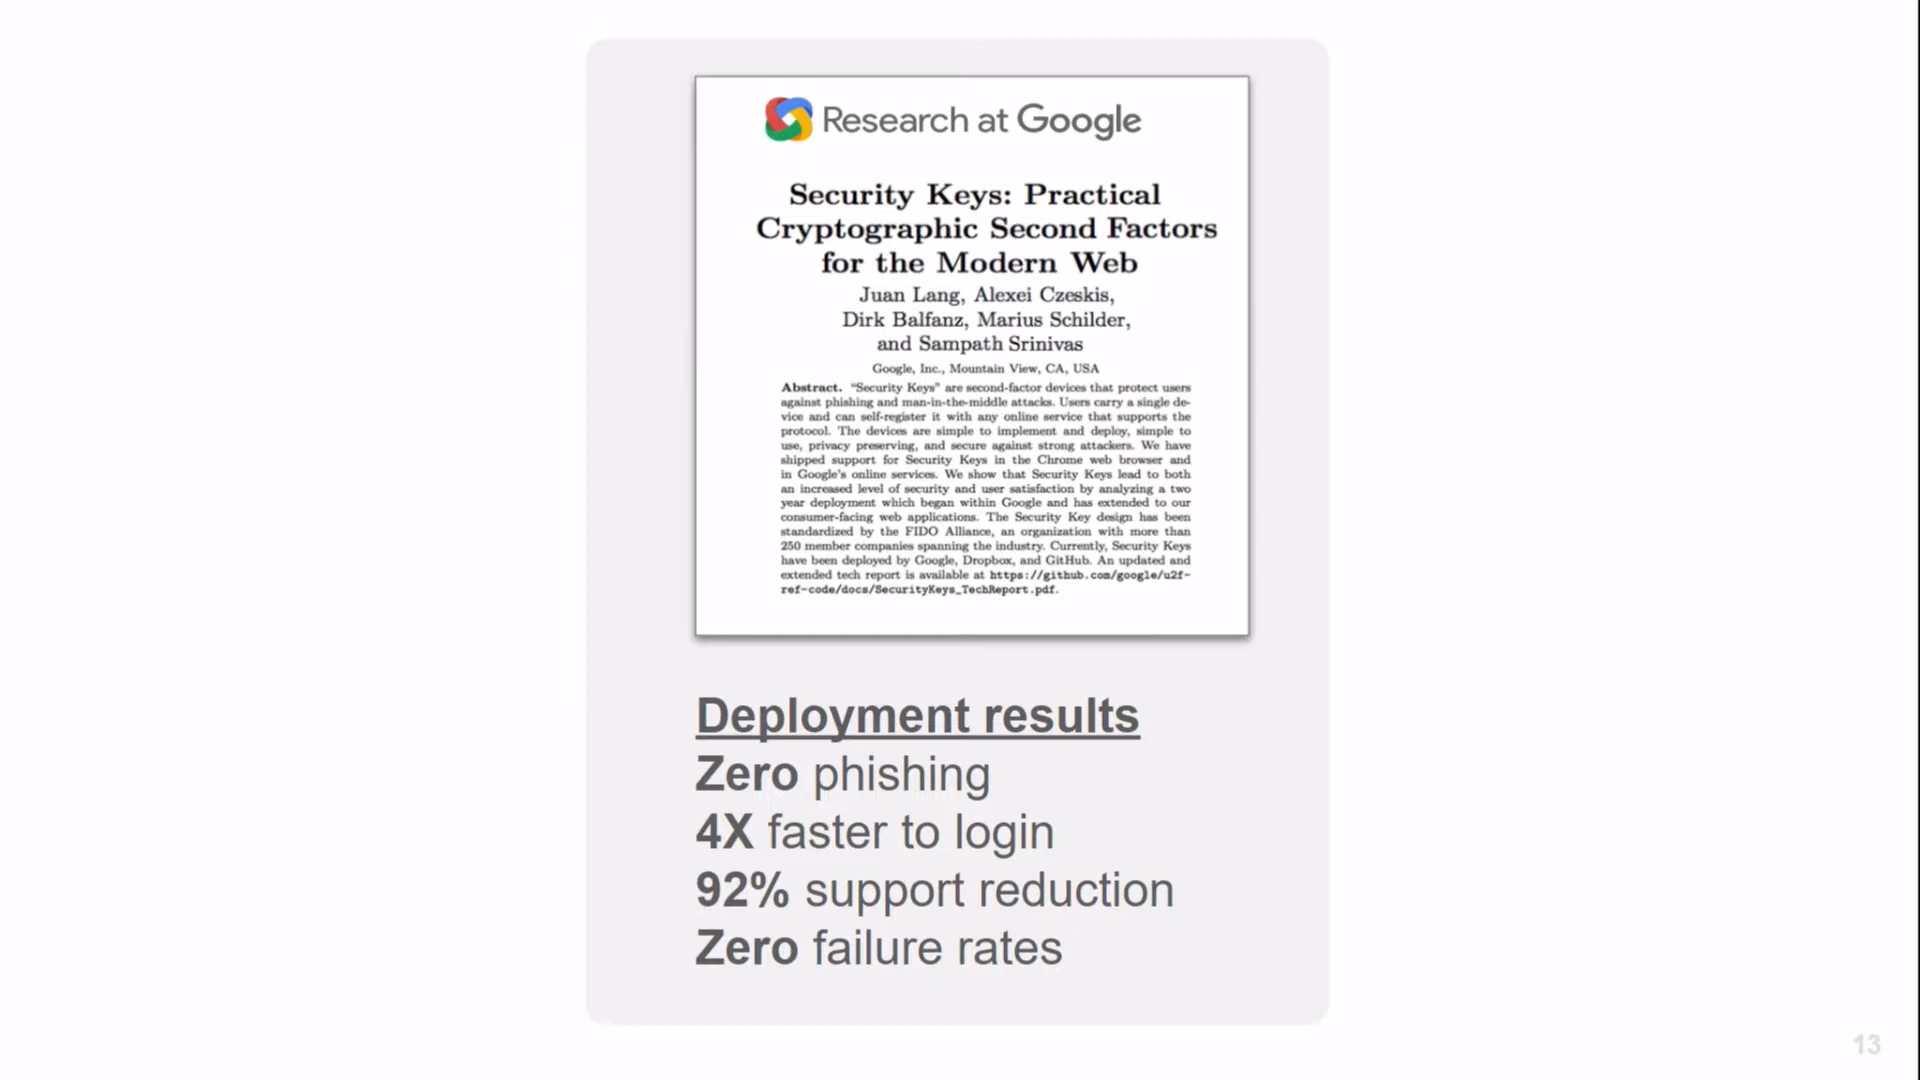 Research at Google
Security Keys: Practical
Cryptographic Second Factors
for the Modern Web
Juan Lang, Alexei Czeskis,
Dirk Balfanz, Marius Schilder,
and Sampath Srinivas
Google, Inc., Mountain View, CA, USA
Abstract. “Security Keys” are second-factor devices that protect users
against phishing and man-in-the-middle attacks. Users carry a single de-
vice and can self-register it with any online service that supports the
protocol. The devices are simple to implement and deploy, simple to
use, privacy preserving, and secure against strong attackers. We have
shipped support for Security Keys in the Chrome web browser and
in Google's online services. We show that Security Keys lead to both
an increased level of security and user satisfaction by analyzing a two
year deployment which began within Google and has extended to our
consumer-facing web applications. The Security Key design has been
standardized by the FIDO Alliance, an organization with more than
250 member companies spanning the industry. Currently, Security Keys
have been deployed by Google, Dropbox, and GitHub. An updated and
extended tech report is available at https://github.com/google/u2f-
ref-code/docs/SecurityKeys_TechReport.pdf.
Deployment results
Zero phishing
4X faster to login
92% support reduction
Zero failure rates
13